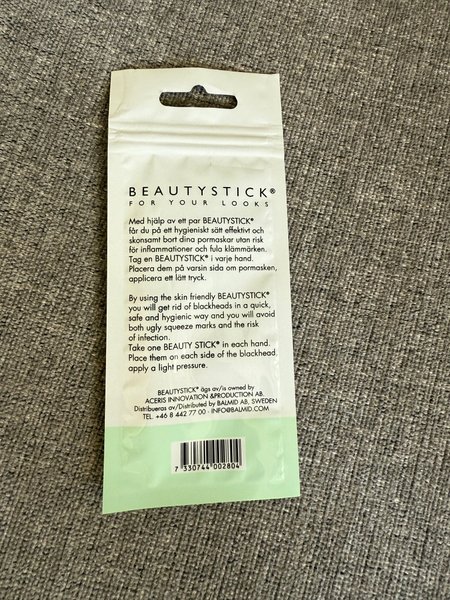 BEAUTYSTICK®
FOR YOUR LOOKS
Med hjälp av ett par BEAUTYSTICK®
får du på ett hygieniskt sätt effektivt och
skonsamt bort dina pormaskar utan risk
för inflammationer och fula klämmärken.
Tag en BEAUTYSTICK® i varje hand.
Placera dem på varsin sida om pormasken,
applicera ett lätt tryck.
By using the skin friendly BEAUTYSTICK®
you will get rid of blackheads in a quick,
safe and hygienic way and you will avoid
both ugly squeeze marks and the risk
of infection.
Take one BEAUTY STICK® in each hand.
Place them on each side of the blackhead,
apply a light pressure.
BEAUTYSTICK® ägs av/is owned by
ACERIS INNOVATION &PRODUCTION AB.
Distribueras av/Distributed by BALMID AB, SWEDEN
TEL. +46 8 442 77 00 · INFO@BALMID.COM
7 330744 002804